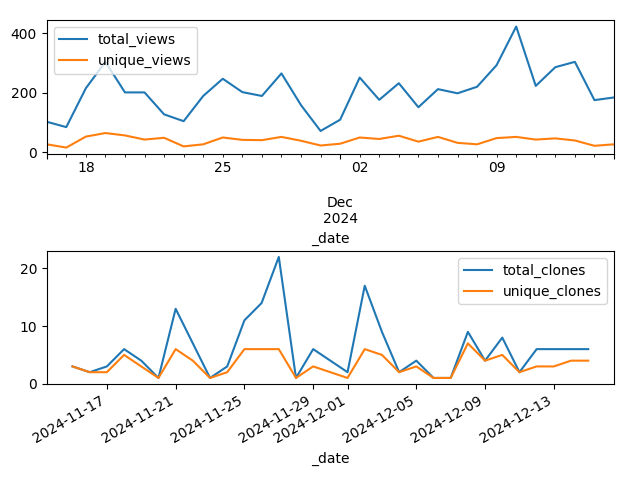 400
200
0
total_views
unique_views
18
25
02
09
Dec
2024
_date
20
10
0
total_clones
unique_clones
2024-11-17
2024-11-21
2024-11-25
2024-11-29
2024-12-01
2024-12-05
2024-12-09
2024-12-13
_date